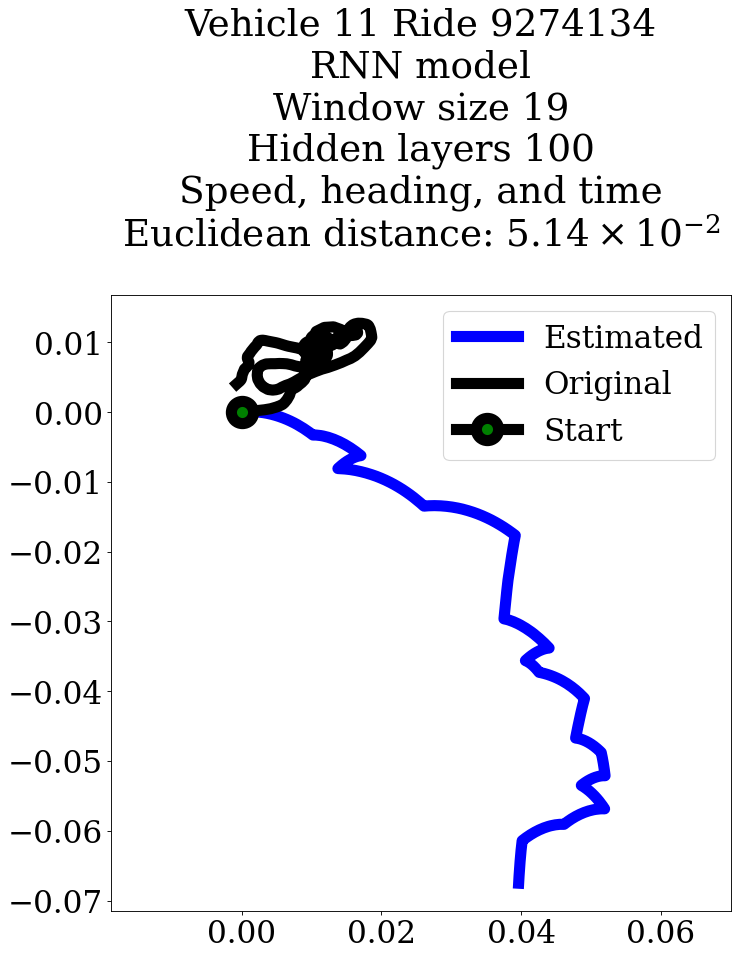 Vehicle 11 Ride 9274134
RNN model
Window size 19
Hidden layers 100
Speed, heading, and time
Euclidean distance: 5.14 × 10⁻²
Estimated
Original
Start
0.01
0.00
−0.01
−0.02
−0.03
−0.04
−0.05
−0.06
−0.07
0.00 0.02 0.04 0.06